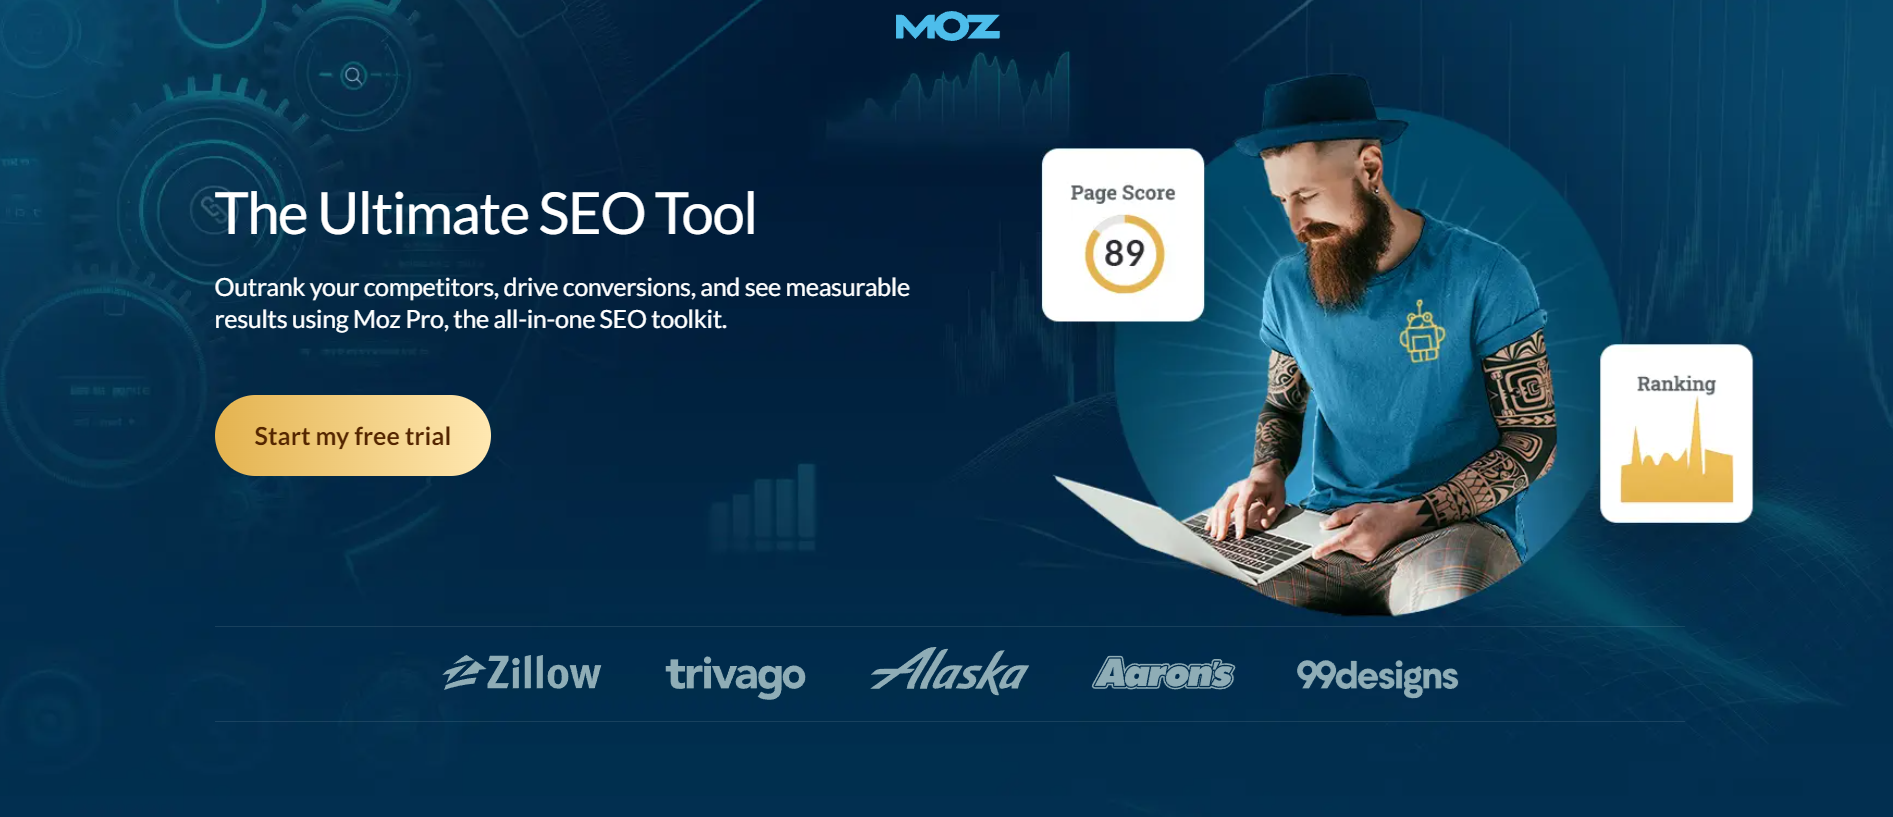 MOZ
The Ultimate SEO Tool
Outrank your competitors, drive conversions, and see measurable
results using Moz Pro, the all-in-one SEO toolkit.
Start my free trial
Page Score
89
Ranking
Zillow
trivago
Alaska
Aaron's
99designs